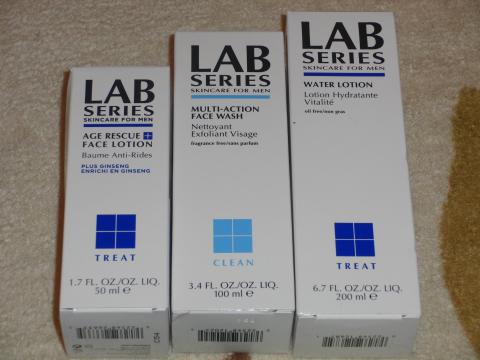 LAB
SERIES
SKINCARE FOR MEN
AGE RESCUE+
FACE LOTION
Baume Anti-Rides
PLUS GINSENG
ENRICHI EN GINSENG
TREAT
1.7 FL. OZ/OZ. LIQ.
50 ml ℮
LAB
SERIES
SKINCARE FOR MEN
MULTI-ACTION
FACE WASH
Nettoyant
Exfoliant Visage
fragrance free/sans parfum
CLEAN
3.4 FL. OZ/OZ. LIQ.
100 ml ℮
LAB
SERIES
SKINCARE FOR MEN
WATER LOTION
Lotion Hydratante
Vitalité
oil free/non gras
TREAT
6.7 FL. OZ/OZ. LIQ.
200 ml ℮